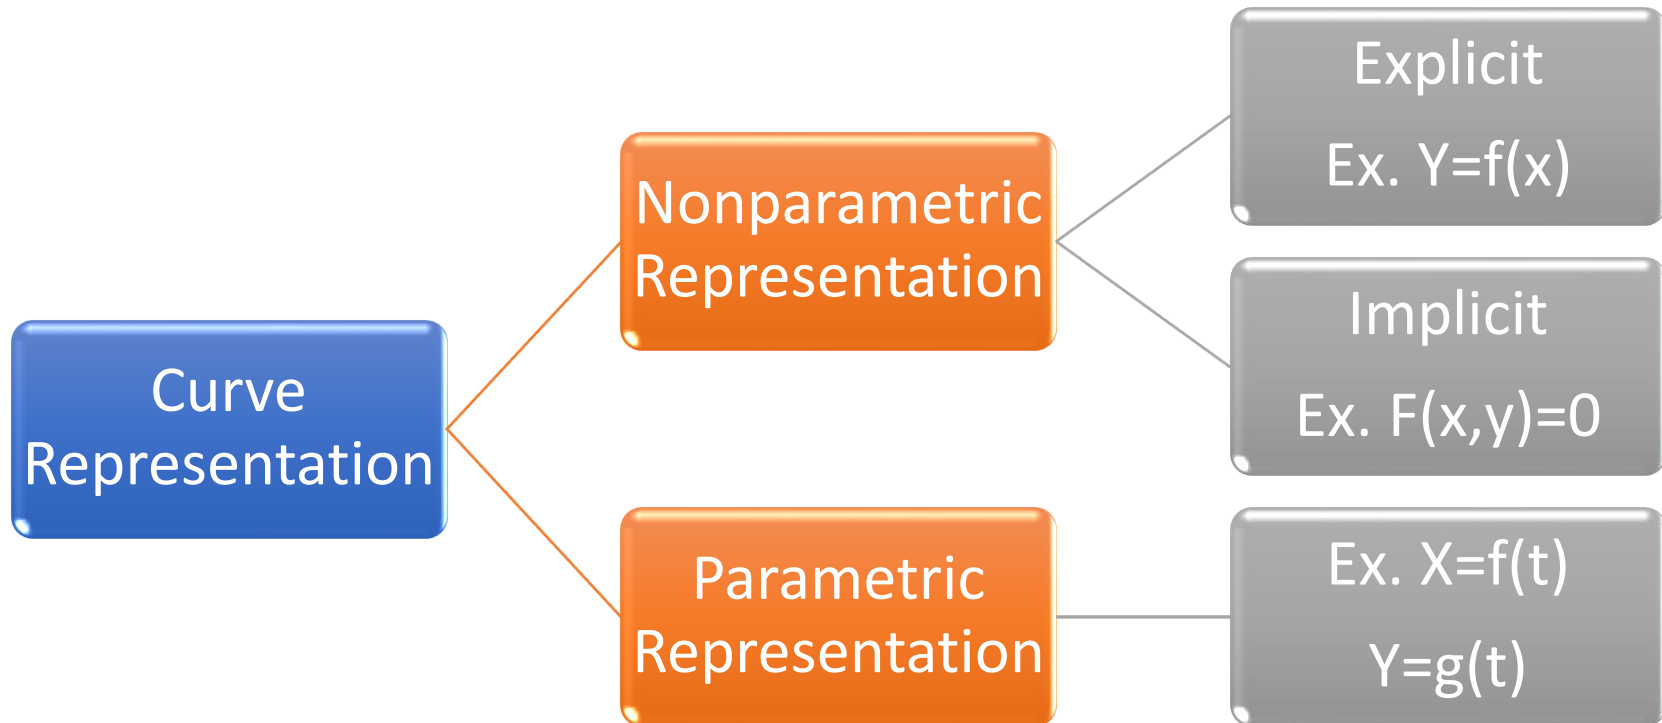 Curve
Representation
Nonparametric
Representation
Explicit
Ex. Y=f(x)
Implicit
Ex. F(x,y)=0
Parametric
Representation
Ex. X=f(t)
Y=g(t)